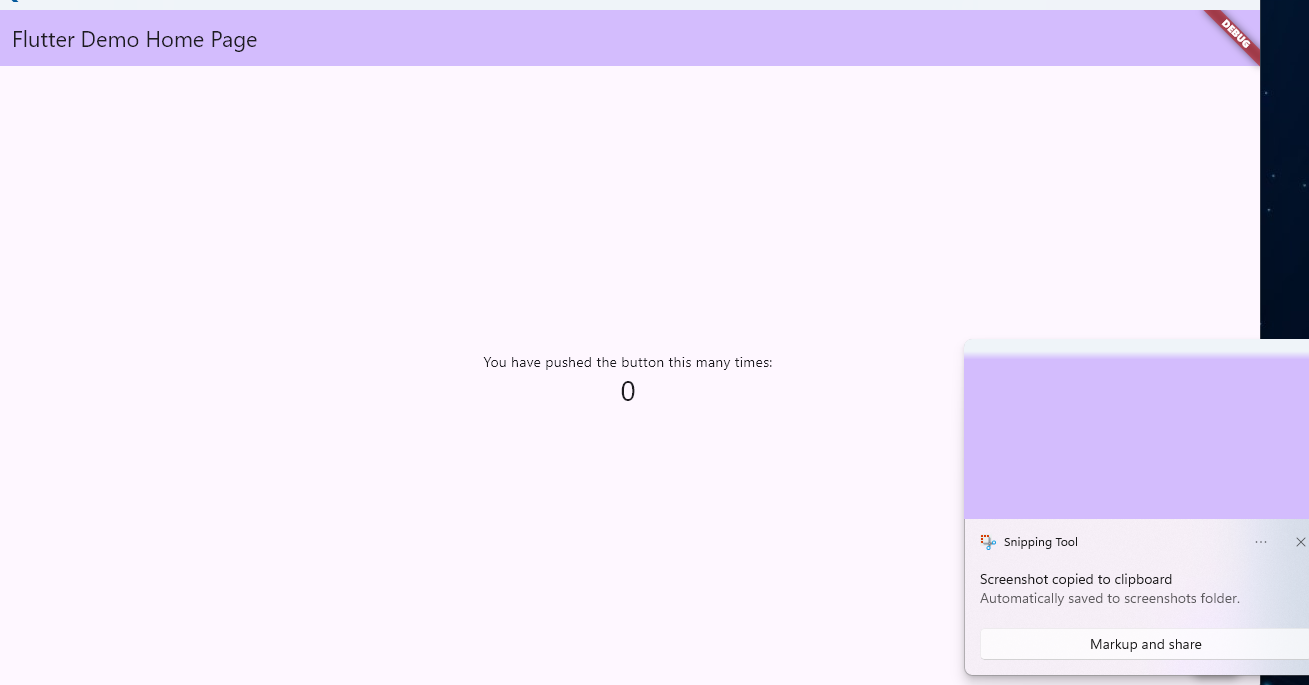 Flutter Demo Home Page
DEBUG
You have pushed the button this many times:
0
Snipping Tool
Screenshot copied to clipboard
Automatically saved to screenshots folder.
Markup and share